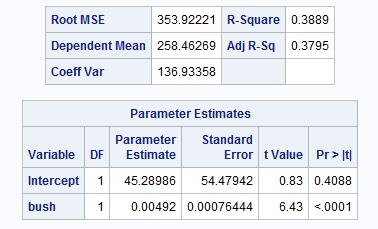 Root MSE 353.92221 R-Square 0.3889
Dependent Mean 258.46269 Adj R-Sq 0.3795
Coeff Var 136.93358
Parameter Estimates
Variable DF Parameter Estimate Standard Error t Value Pr > |t|
Intercept 1 45.28986 54.47942 0.83 0.4088
bush 1 0.00492 0.00076444 6.43 <.0001